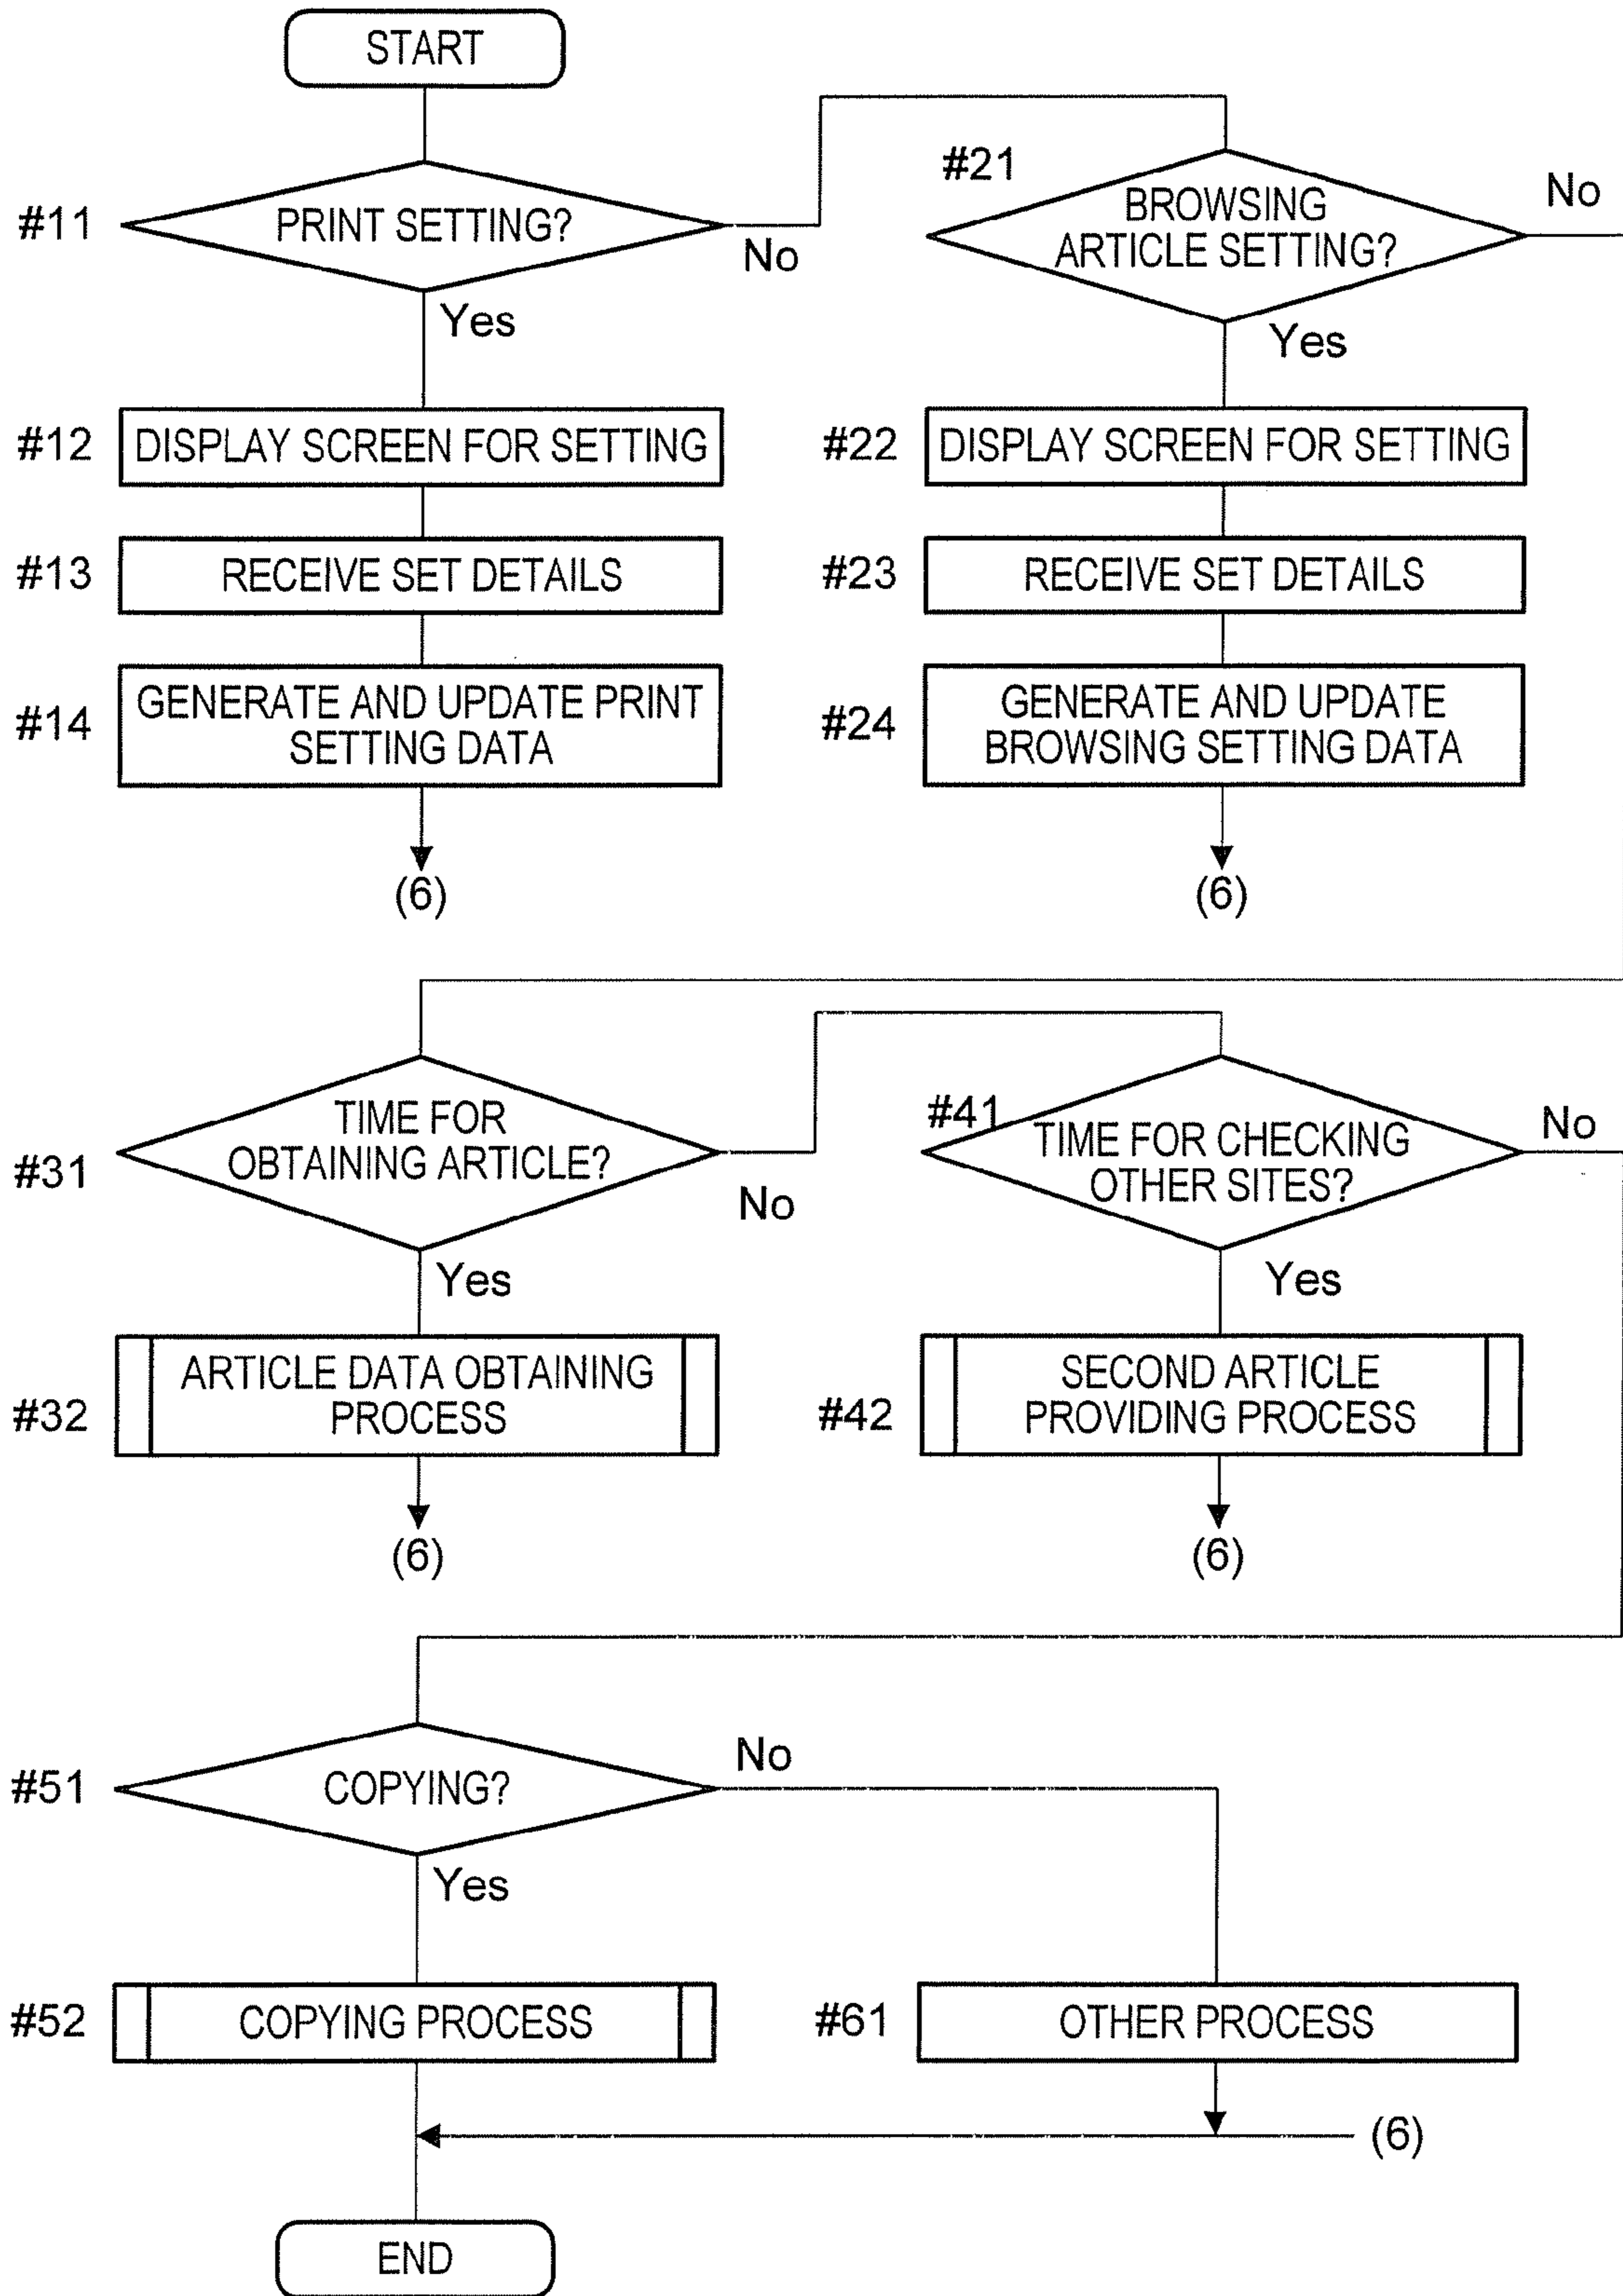 START
#11
PRINT SETTING?
No
Yes
#21
BROWSING
ARTICLE SETTING?
No
Yes
#12
DISPLAY SCREEN FOR SETTING
#22
DISPLAY SCREEN FOR SETTING
#13
RECEIVE SET DETAILS
#23
RECEIVE SET DETAILS
#14
GENERATE AND UPDATE PRINT
SETTING DATA
#24
GENERATE AND UPDATE
BROWSING SETTING DATA
(6)
(6)
#31
TIME FOR
OBTAINING ARTICLE?
No
Yes
#41
TIME FOR CHECKING
OTHER SITES?
No
Yes
#32
ARTICLE DATA OBTAINING
PROCESS
#42
SECOND ARTICLE
PROVIDING PROCESS
(6)
(6)
#51
COPYING?
No
Yes
#52
COPYING PROCESS
#61
OTHER PROCESS
(6)
END